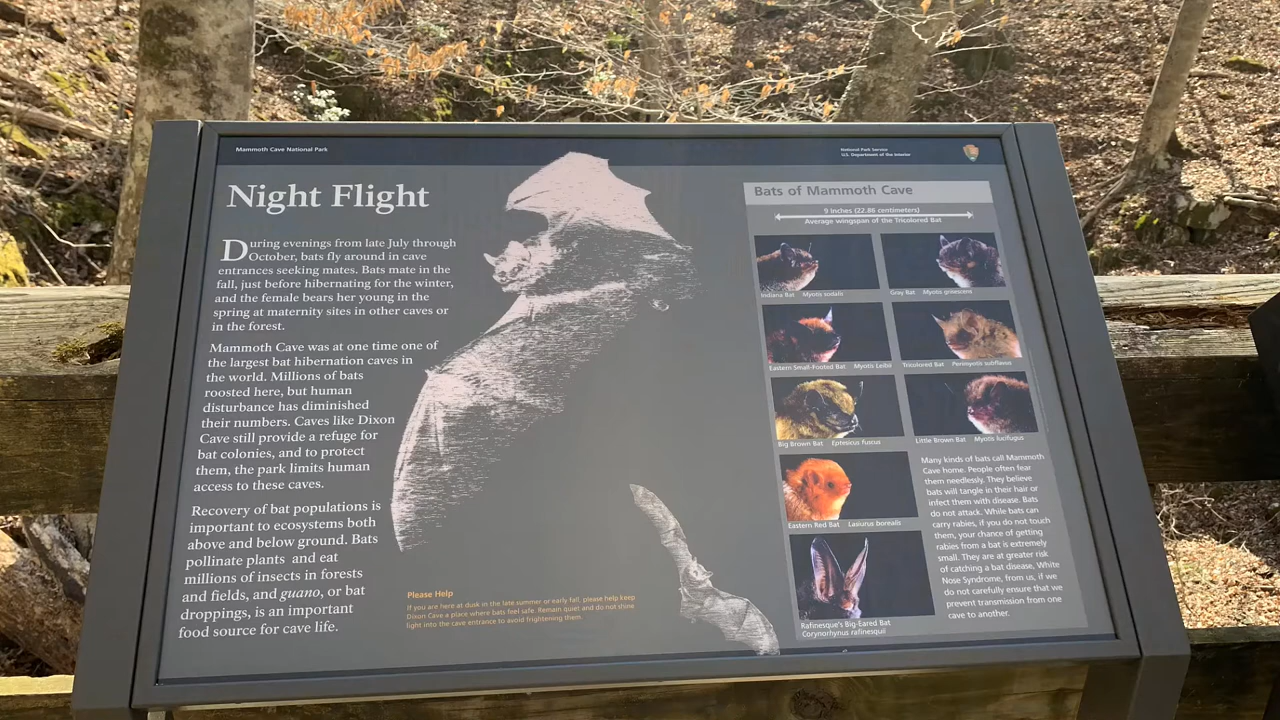 Mammoth Cave National Park
National Park Service
U.S. Department of the Interior
Night Flight
During evenings from late July through
October, bats fly around in cave
entrances seeking mates. Bats mate in the
fall, just before hibernating for the winter,
and the female bears her young in the
spring at maternity sites in other caves or
in the forest.
Mammoth Cave was at one time one of
the largest bat hibernation caves in
the world. Millions of bats
roosted here, but human
disturbance has diminished
their numbers. Caves like Dixon
Cave still provide a refuge for
bat colonies, and to protect
them, the park limits human
access to these caves.
Recovery of bat populations is
important to ecosystems both
above and below ground. Bats
pollinate plants and eat
millions of insects in forests
and fields, and guano, or bat
droppings, is an important
food source for cave life.
Please Help
If you are here at dusk in the late summer or early fall, please help keep
Dixon Cave a place where bats feel safe. Remain quiet and do not shine
light into the cave entrance to avoid frightening them.
Bats of Mammoth Cave
9 inches (22.86 centimeters)
Average wingspan of the Tricolored Bat
Indiana Bat Myotis sodalis
Gray Bat Myotis grisescens
Eastern Small-Footed Bat Myotis Leibii
Tricolored Bat Perimyotis subflavus
Big Brown Bat Eptesicus fuscus
Little Brown Bat Myotis lucifugus
Eastern Red Bat Lasiurus borealis
Rafinesque's Big-Eared Bat
Corynorhynus rafinesquii
Many kinds of bats call Mammoth
Cave home. People often fear
them needlessly. They believe
bats will tangle in their hair or
infect them with disease. Bats
do not attack. While bats can
carry rabies, if you do not touch
them, your chance of getting
rabies from a bat is extremely
small. They are at greater risk
of catching a bat disease, White
Nose Syndrome, from us, if we
do not carefully ensure that we
prevent transmission from one
cave to another.